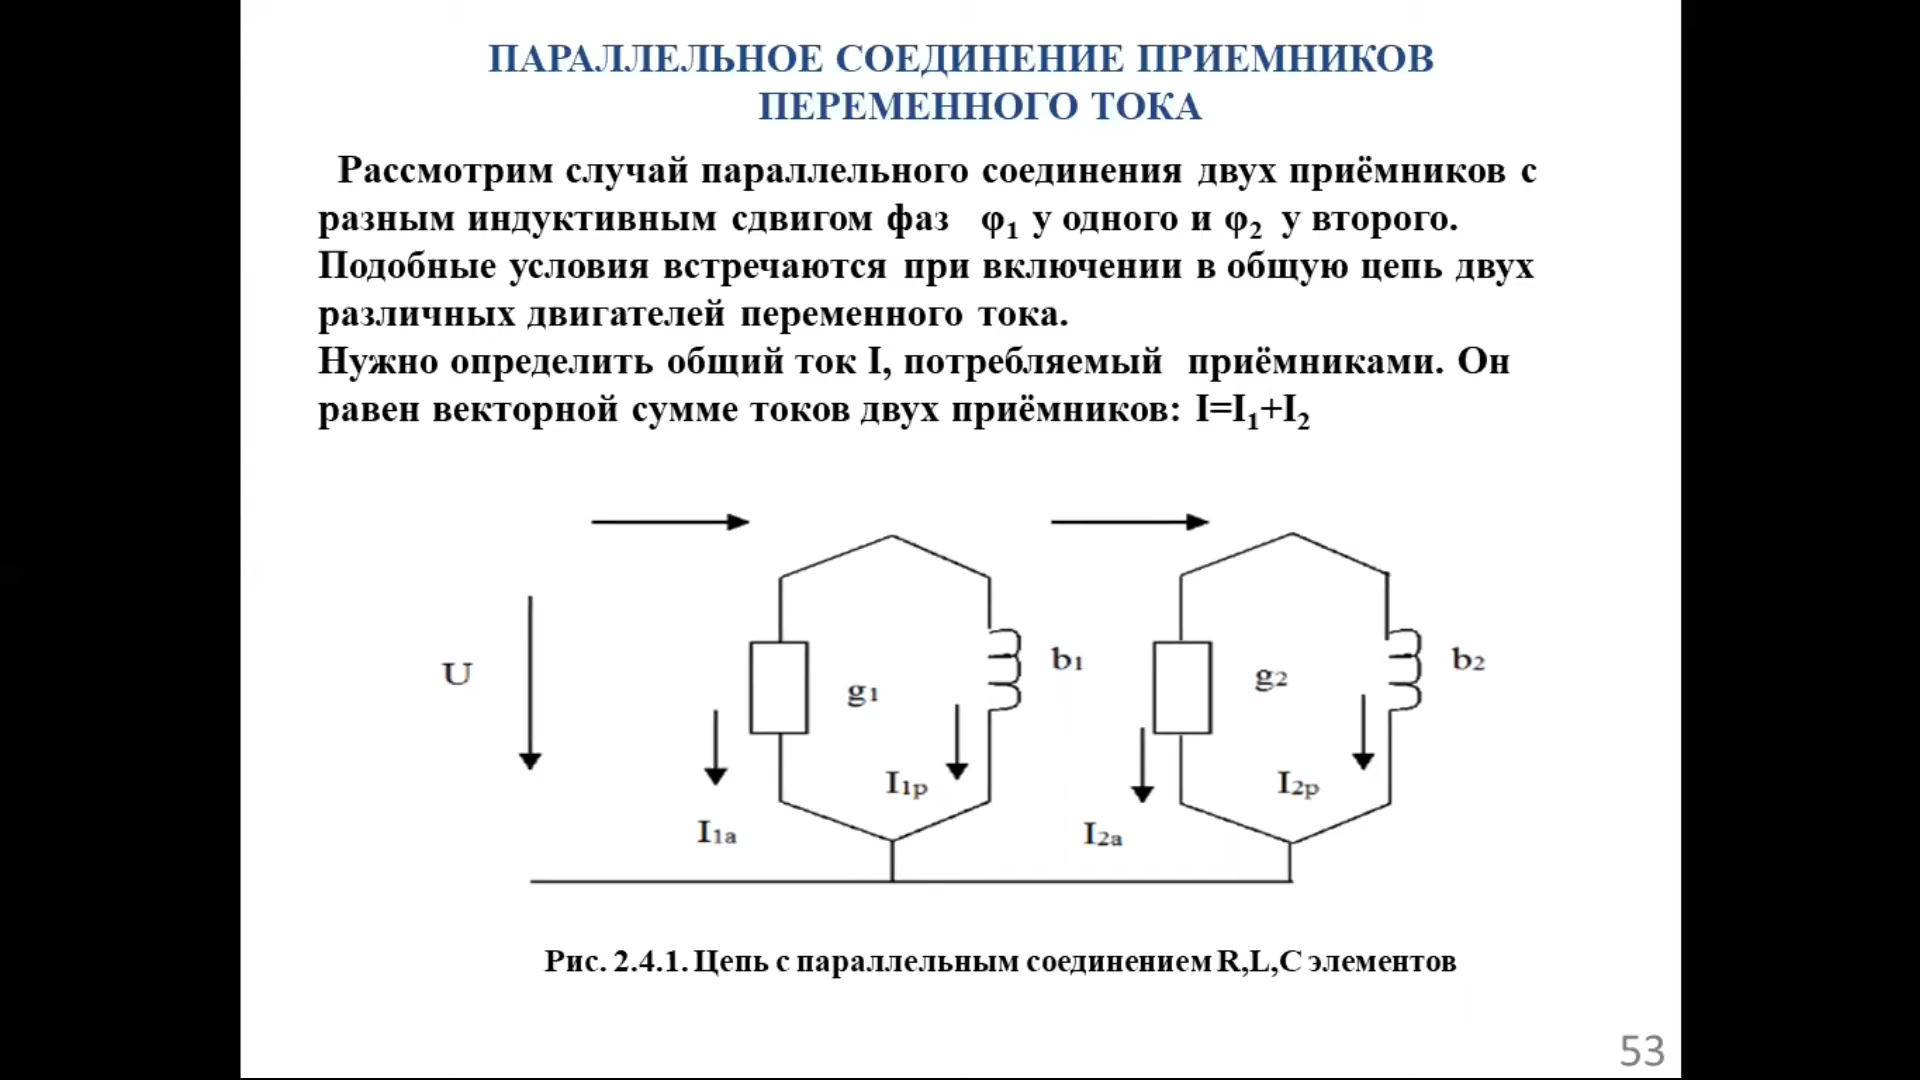 ПАРАЛЛЕЛЬНОЕ СОЕДИНЕНИЕ ПРИЕМНИКОВ
ПЕРЕМЕННОГО ТОКА
Рассмотрим случай параллельного соединения двух приёмников с
разным индуктивным сдвигом фаз φ₁ у одного и φ₂ у второго.
Подобные условия встречаются при включении в общую цепь двух
различных двигателей переменного тока.
Нужно определить общий ток I, потребляемый приёмниками. Он
равен векторной сумме токов двух приёмников: I=I₁+I₂
U
g1
b1
g2
b2
I1p
I1a
I2p
I2a
Рис. 2.4.1. Цепь с параллельным соединением R,L,C элементов
53